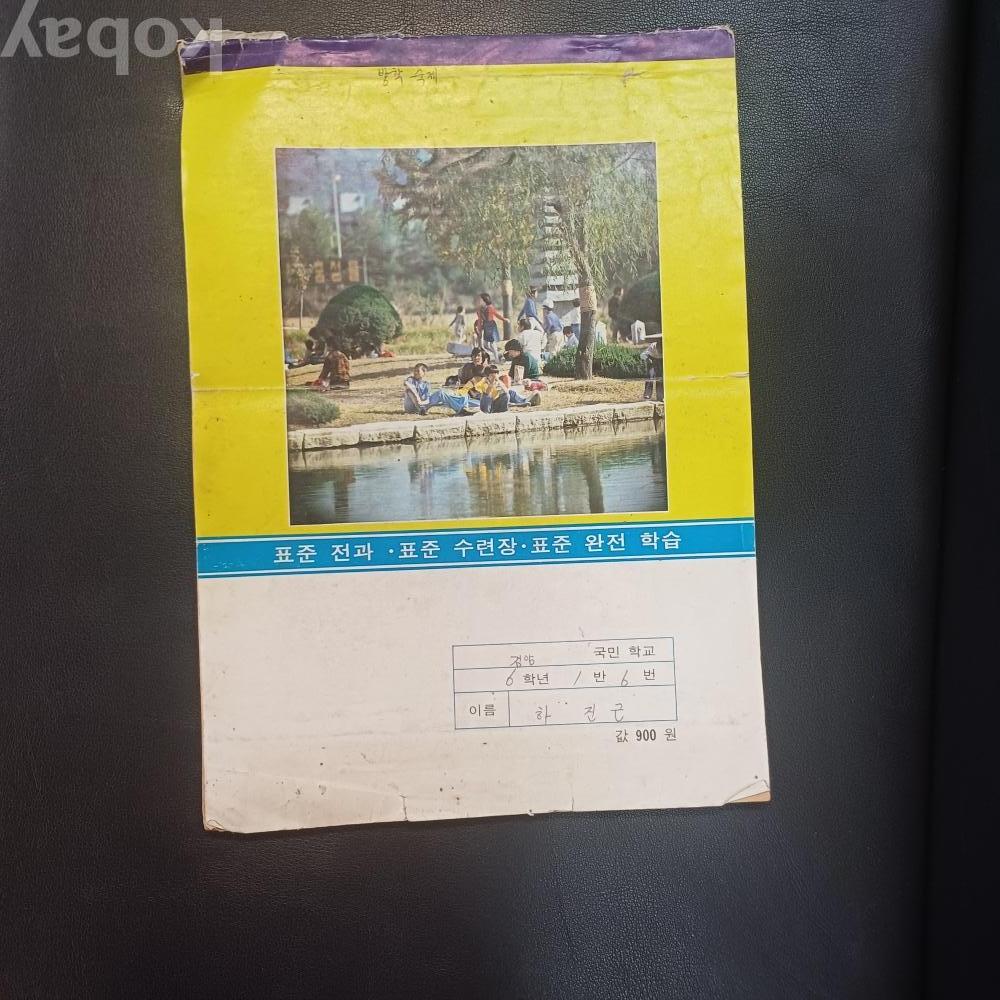 kobay
방학 숙제
표준 전과 · 표준 수련장 · 표준 완전 학습
국민 학교
6 학년 1 반 6 번
이름 하 진 근
값 900 원